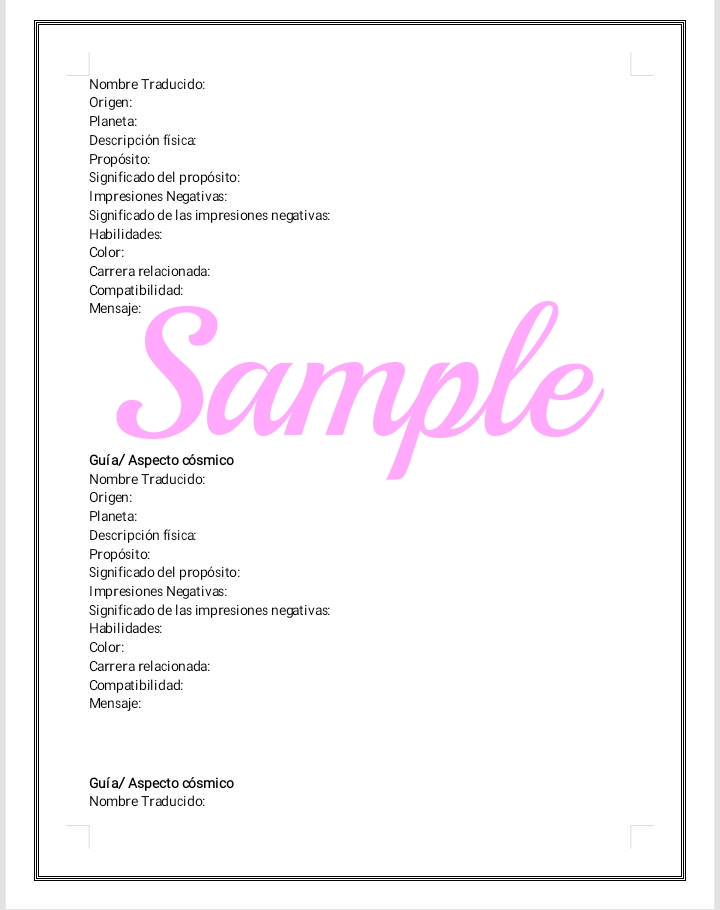 Nombre Traducido:
Origen:
Planeta:
Descripción física:
Propósito:
Significado del propósito:
Impresiones Negativas:
Significado de las impresiones negativas:
Habilidades:
Color:
Carrera relacionada:
Compatibilidad:
Mensaje:
Sample
Guía/ Aspecto cósmico
Nombre Traducido:
Origen:
Planeta:
Descripción física:
Propósito:
Significado del propósito:
Impresiones Negativas:
Significado de las impresiones negativas:
Habilidades:
Color:
Carrera relacionada:
Compatibilidad:
Mensaje:
Guía/ Aspecto cósmico
Nombre Traducido: